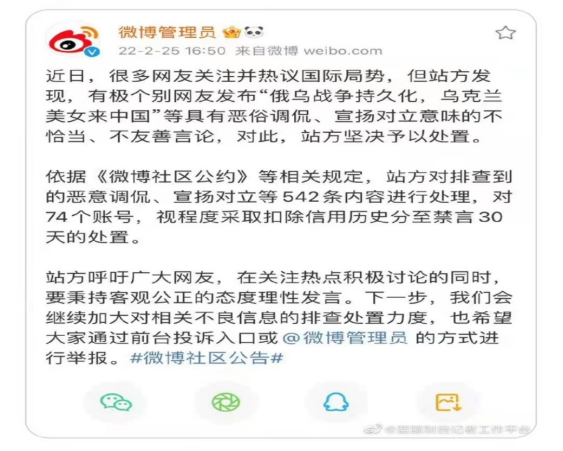 微博管理员
22-2-25 16:50 来自微博 weibo.com
近日，很多网友关注并热议国际局势，但站方发
现，有极个别网友发布“俄乌战争持久化，乌克兰
美女来中国”等具有恶俗调侃、宣扬对立意味的不
恰当、不友善言论，对此，站方坚决予以处置。
依据《微博社区公约》等相关规定，站方对排查到
的恶意调侃、宣扬对立等542条内容进行处理，对
74个账号，视程度采取扣除信用历史分至禁言30
天的处置。
站方呼吁广大网友，在关注热点积极讨论的同时，
要秉持客观公正的态度理性发言。下一步，我们会
继续加大对相关不良信息的排查处置力度，也希望
大家通过前台投诉入口或@微博管理员 的方式进
行举报。#微博社区公告#